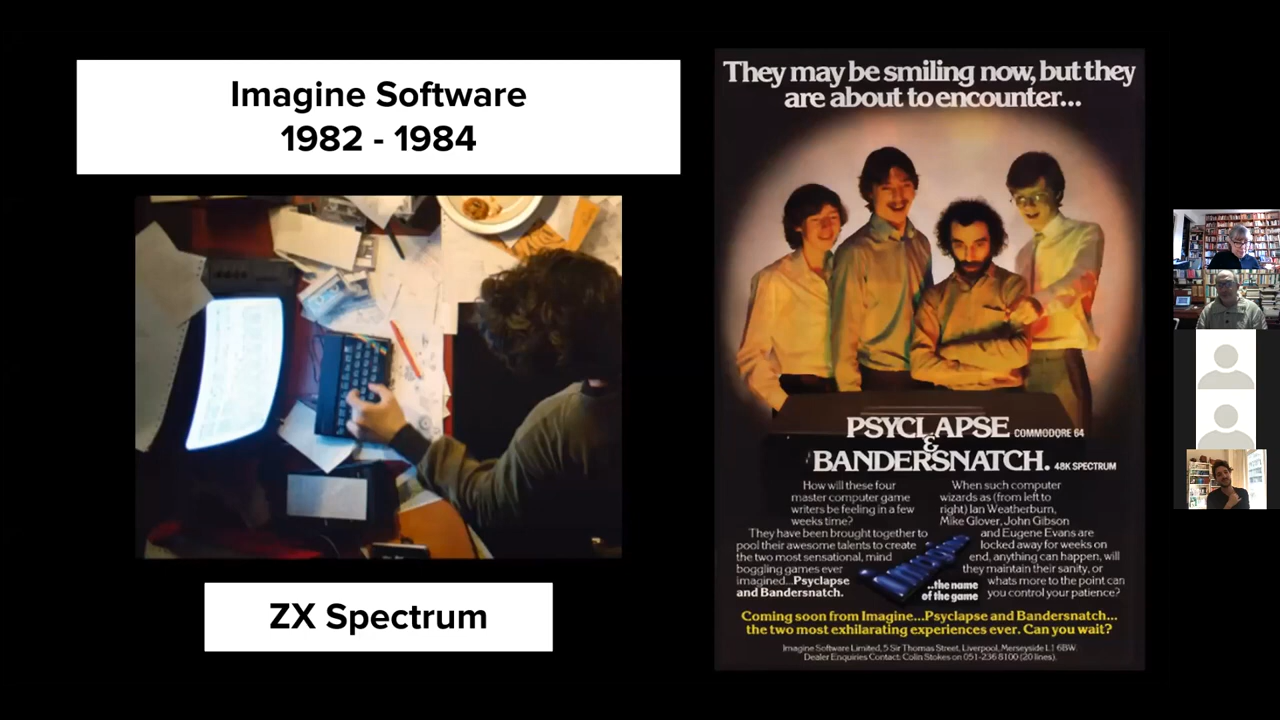 Imagine Software
1982 - 1984
ZX Spectrum
They may be smiling now, but they
are about to encounter...
PSYCLAPSE COMMODORE 64
&
BANDERSNATCH. 48K SPECTRUM
How will these four
master computer game
writers be feeling in a few
weeks time?
They have been brought together to
pool their awesome talents to create
the two most sensational, mind
boggling games ever
imagined...Psyclapse
and Bandersnatch.
When such computer
wizards as (from left to
right) Ian Weatherburn,
Mike Glover, John Gibson
and Eugene Evans are
locked away for weeks on
end, anything can happen, will
they maintain their sanity, or
whats more to the point can
you control your patience?
Imagine
...the name
of the game
Coming soon from Imagine...Psyclapse and Bandersnatch...
the two most exhilarating experiences ever. Can you wait?
Imagine Software Limited, 5 Sir Thomas Street, Liverpool, Merseyside L1 6BW.
Dealer Enquiries Contact: Colin Stokes on 051-236 8100 (20 lines).